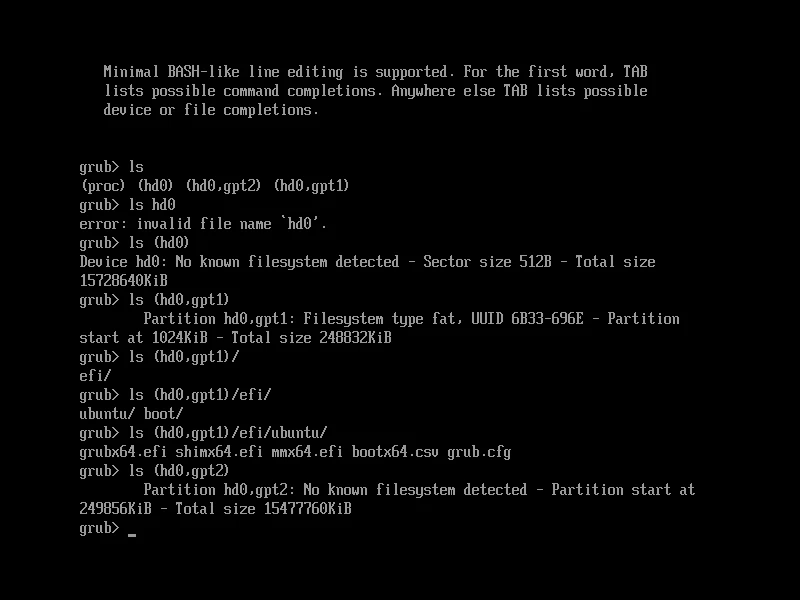 Minimal BASH-like line editing is supported. For the first word, TAB
lists possible command completions. Anywhere else TAB lists possible
device or file completions.
grub> ls
(proc) (hd0) (hd0,gpt2) (hd0,gpt1)
grub> ls hd0
error: invalid file name `hd0'.
grub> ls (hd0)
Device hd0: No known filesystem detected - Sector size 512B - Total size
15728640KiB
grub> ls (hd0,gpt1)
Partition hd0,gpt1: Filesystem type fat, UUID 6B33-696E - Partition
start at 1024KiB - Total size 248832KiB
grub> ls (hd0,gpt1)/
efi/
grub> ls (hd0,gpt1)/efi/
ubuntu/ boot/
grub> ls (hd0,gpt1)/efi/ubuntu/
grubx64.efi shimx64.efi mmx64.efi bootx64.csv grub.cfg
grub> ls (hd0,gpt2)
Partition hd0,gpt2: No known filesystem detected - Partition start at
249856KiB - Total size 15477760KiB
grub> _